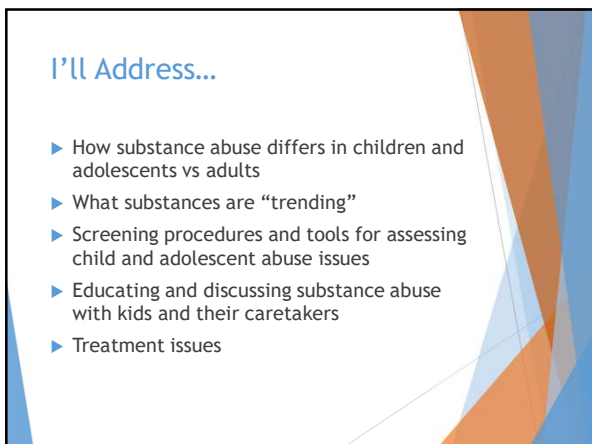 I’ll Address…
How substance abuse differs in children and
adolescents vs adults
What substances are “trending”
Screening procedures and tools for assessing
child and adolescent abuse issues
Educating and discussing substance abuse
with kids and their caretakers
Treatment issues